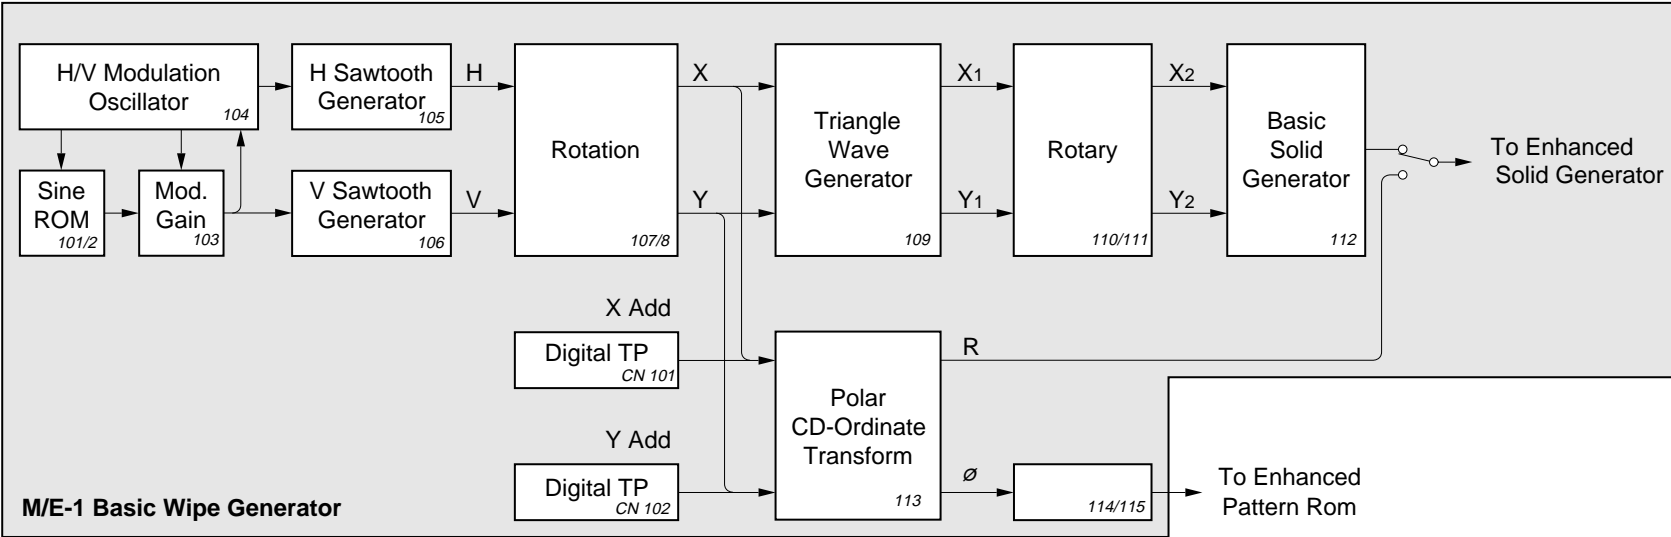 H/V Modulation
Oscillator
104
H Sawtooth
Generator
105
H
Rotation
107/8
X
Triangle
Wave
Generator
109
X1
Rotary
110/111
X2
Basic
Solid
Generator
112
To Enhanced
Solid Generator
Sine
ROM
101/2
Mod.
Gain
103
V Sawtooth
Generator
106
V
Y
Y1
Y2
X Add
Digital TP
CN 101
Y Add
Digital TP
CN 102
Polar
CD-Ordinate
Transform
113
R
ø
114/115
To Enhanced
Pattern Rom
M/E-1 Basic Wipe Generator